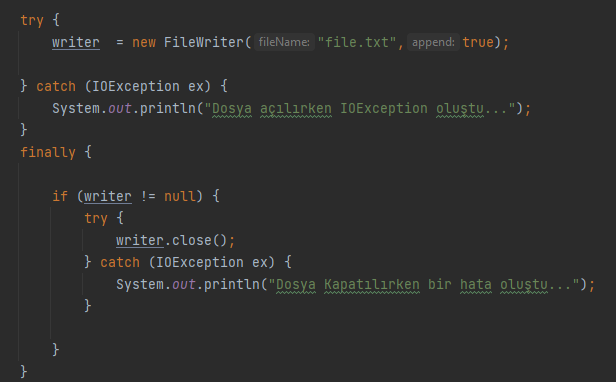 try {
    writer  = new FileWriter( fileName: "file.txt", append: true);
} catch (IOException ex) {
    System.out.println("Dosya açılırken IOException oluştu...");
}
finally {
    if (writer != null) {
        try {
            writer.close();
        } catch (IOException ex) {
            System.out.println("Dosya Kapatılırken bir hata oluştu...");
        }
    }
}